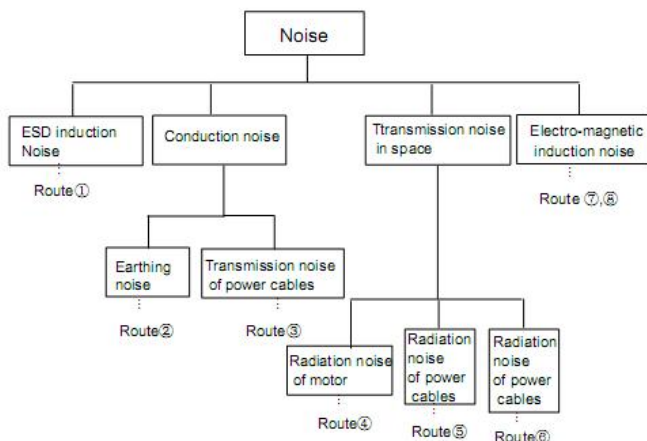 Noise
ESD induction
Noise
Conduction noise
Ttransmission noise
in space
Electro-magnetic
induction noise
Route①
Route ⑦,⑧
Earthing
noise
Transmission noise
of power cables
Route②
Route③
Radiation noise
of motor
Radiation
noise
of power
cables
Radiation
noise
of power
cables
Route④
Route⑤
Route⑥